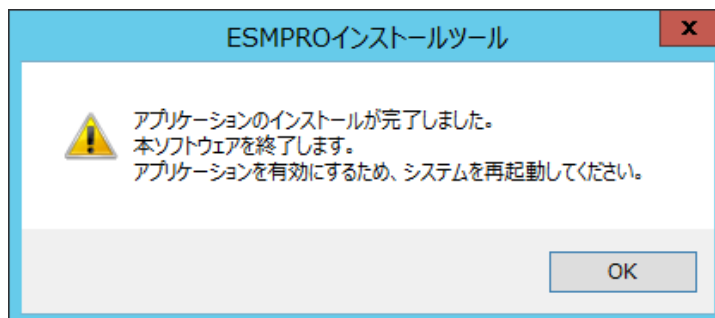 ESMPROインストールツール
x
アプリケーションのインストールが完了しました。
本ソフトウェアを終了します。
アプリケーションを有効にするため、システムを再起動してください。
OK